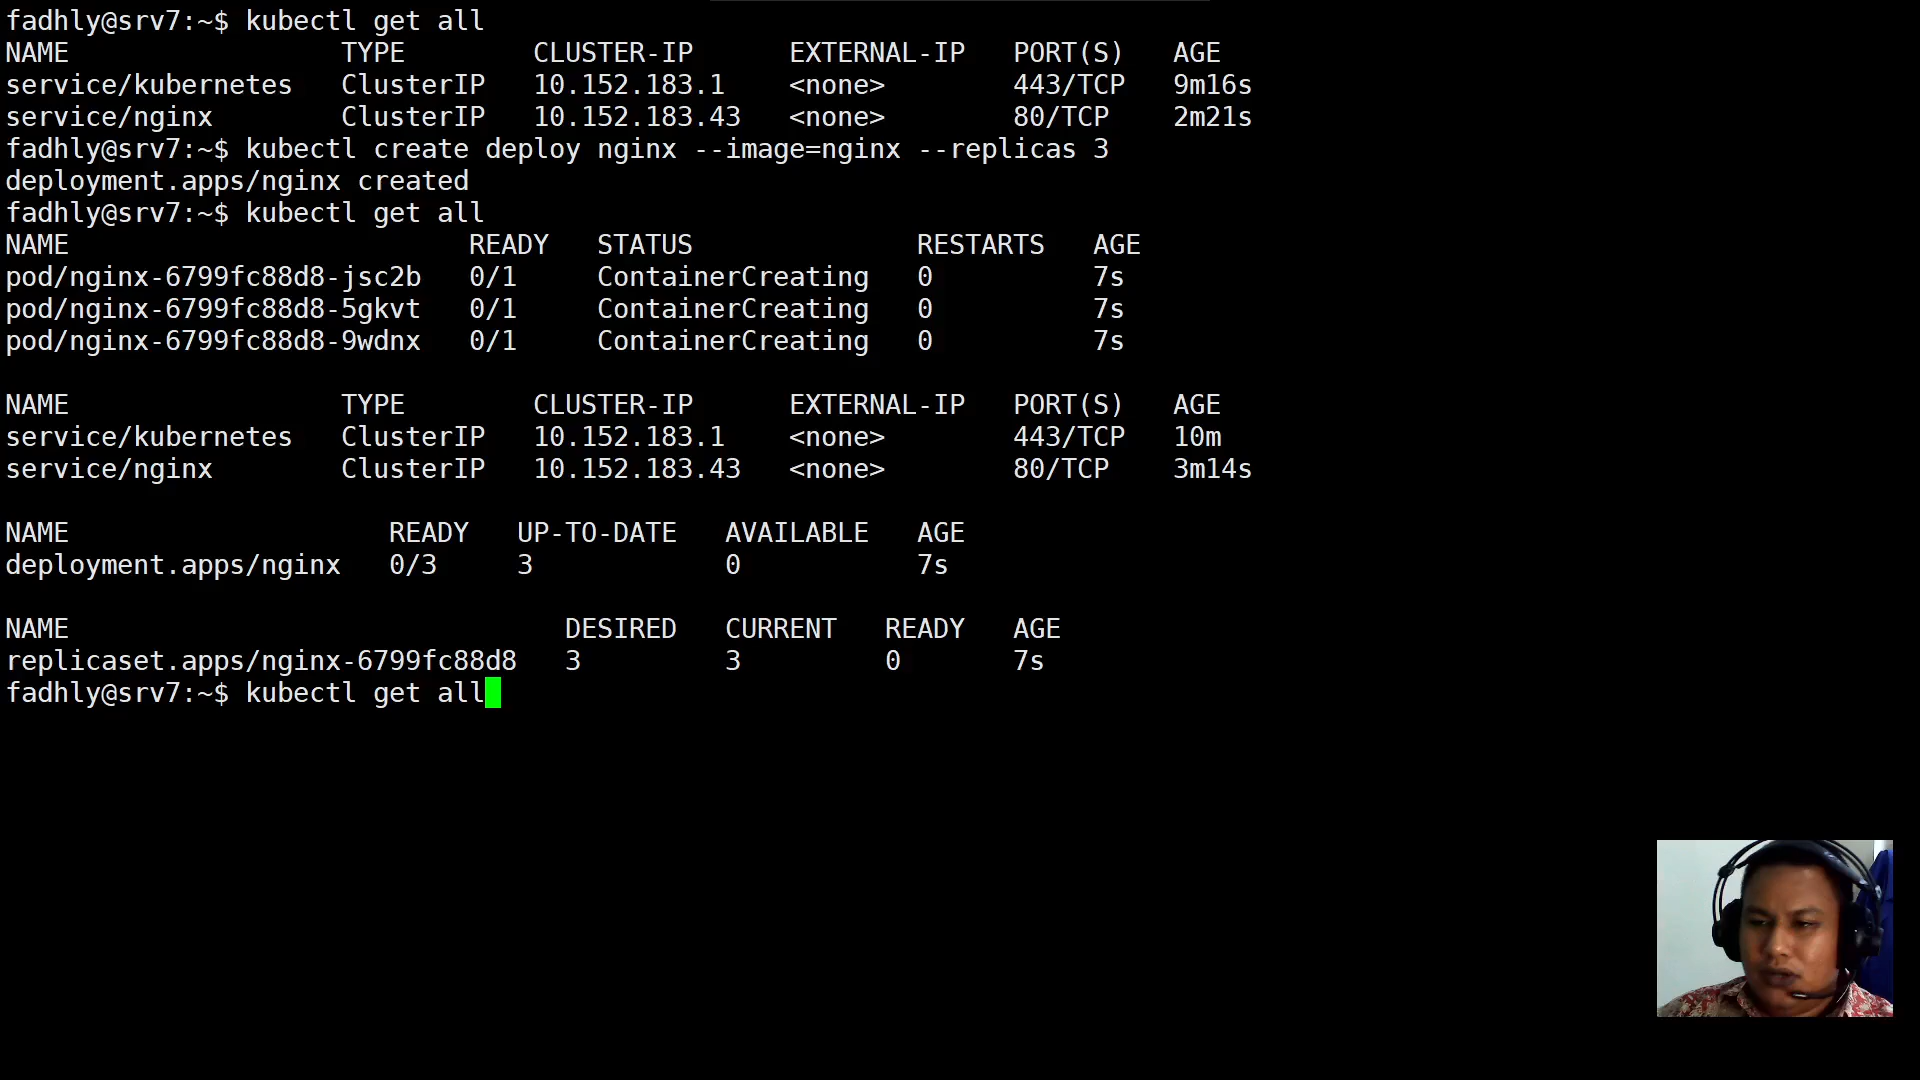 fadhly@srv7:~$ kubectl get all
NAME                 TYPE        CLUSTER-IP      EXTERNAL-IP   PORT(S)   AGE
service/kubernetes   ClusterIP   10.152.183.1    <none>        443/TCP   9m16s
service/nginx        ClusterIP   10.152.183.43   <none>        80/TCP    2m21s
fadhly@srv7:~$ kubectl create deploy nginx --image=nginx --replicas 3
deployment.apps/nginx created
fadhly@srv7:~$ kubectl get all
NAME                         READY   STATUS              RESTARTS   AGE
pod/nginx-6799fc88d8-jsc2b   0/1     ContainerCreating   0          7s
pod/nginx-6799fc88d8-5gkvt   0/1     ContainerCreating   0          7s
pod/nginx-6799fc88d8-9wdnx   0/1     ContainerCreating   0          7s
NAME                 TYPE        CLUSTER-IP      EXTERNAL-IP   PORT(S)   AGE
service/kubernetes   ClusterIP   10.152.183.1    <none>        443/TCP   10m
service/nginx        ClusterIP   10.152.183.43   <none>        80/TCP    3m14s
NAME                    READY   UP-TO-DATE   AVAILABLE   AGE
deployment.apps/nginx   0/3     3            0           7s
NAME                               DESIRED   CURRENT   READY   AGE
replicaset.apps/nginx-6799fc88d8   3         3         0       7s
fadhly@srv7:~$ kubectl get all